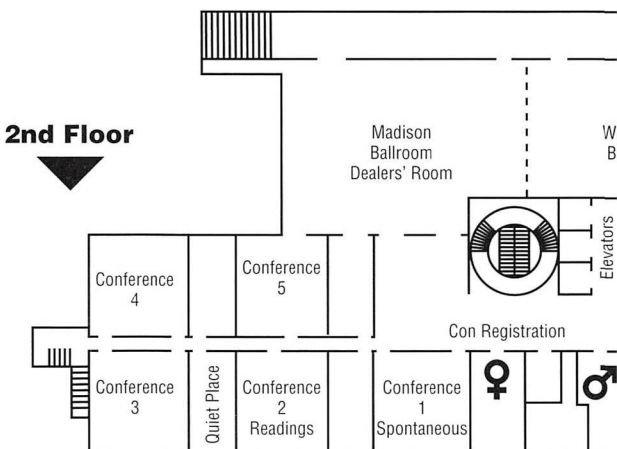 2nd Floor
Madison
Ballroom
Dealers' Room
W
B
Elevators
Conference
4
Conference
5
Con Registration
Conference
3
Quiet Place
Conference
2
Readings
Conference
1
Spontaneous